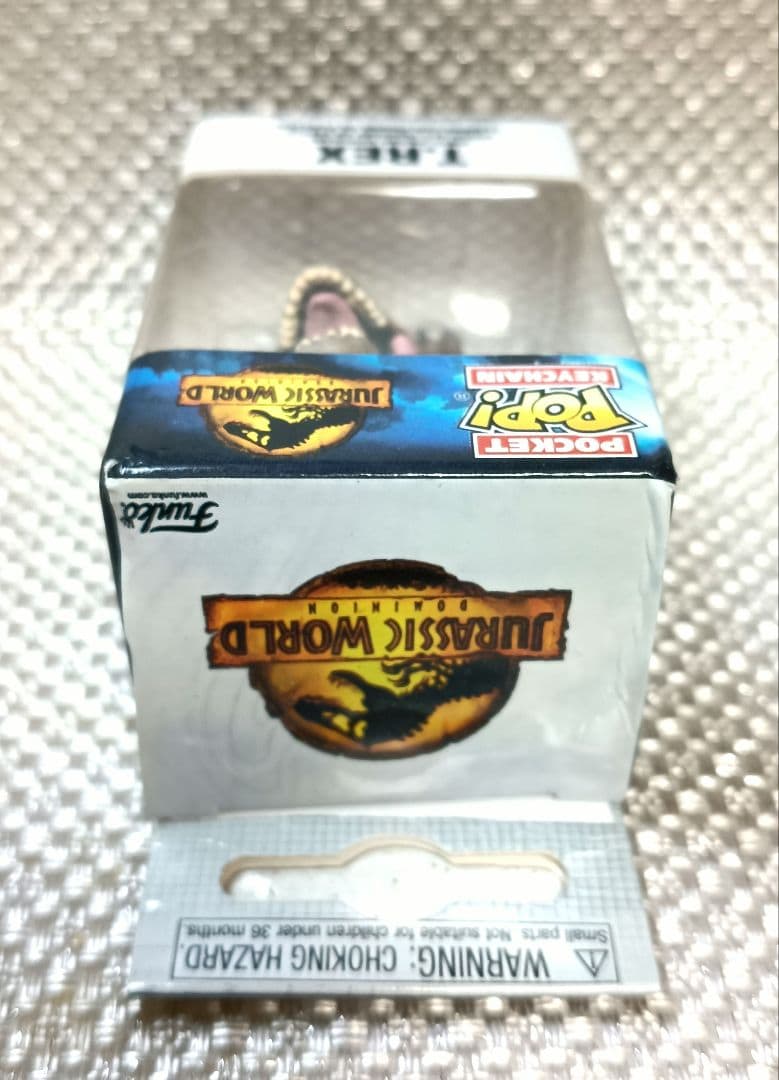 WARNING: CHOKING HAZARD.
Small parts. Not suitable for children under 36 months.
JURASSIC WORLD
DOMINION
Funko
www.funko.com
POCKET
POP!®
KEYCHAIN
JURASSIC WORLD
DOMINION
T.REX